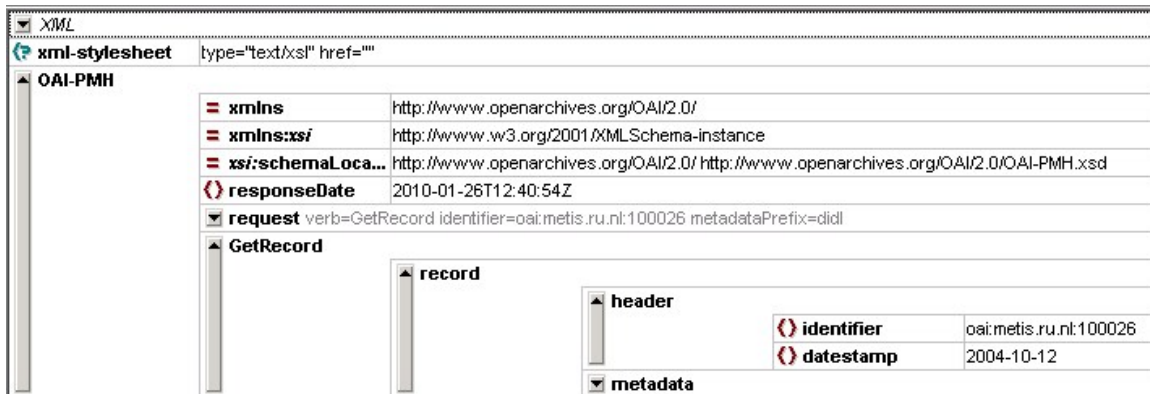 XML
xml-stylesheet type="text/xsl" href=""
OAI-PMH
= xmlns http://www.openarchives.org/OAI/2.0/
= xmlns:xsi http://www.w3.org/2001/XMLSchema-instance
= xsi:schemaLoca... http://www.openarchives.org/OAI/2.0/ http://www.openarchives.org/OAI/2.0/OAI-PMH.xsd
() responseDate 2010-01-26T12:40:54Z
request verb=GetRecord identifier=oai:metis.ru.nl:100026 metadataPrefix=didl
GetRecord
record
header
() identifier oai:metis.ru.nl:100026
() datestamp 2004-10-12
metadata